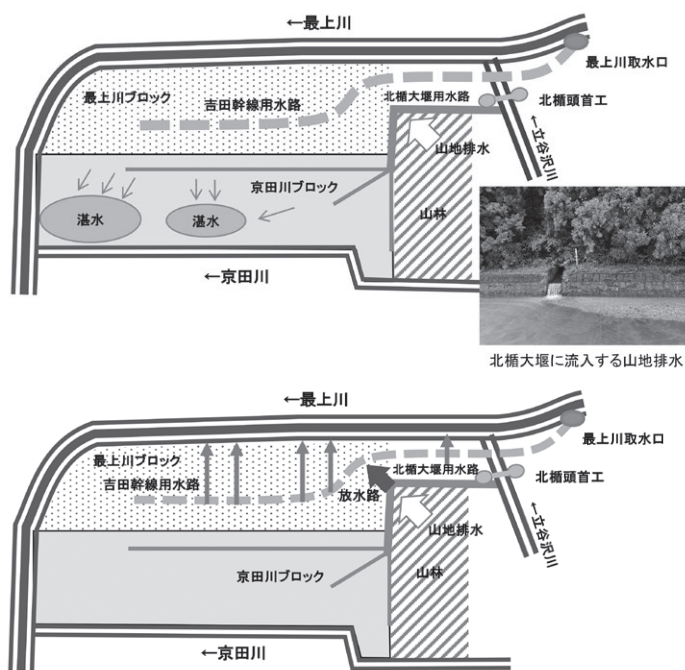 ←最上川
最上川取水口
最上川ブロック
吉田幹線用水路
北楯大堰用水路
北楯頭首工
山地排水
←立谷沢川
京田川ブロック
山林
湛水
湛水
←京田川
北楯大堰に流入する山地排水
←最上川
最上川取水口
最上川ブロック
吉田幹線用水路
北楯大堰用水路
北楯頭首工
放水路
山地排水
←立谷沢川
京田川ブロック
山林
←京田川